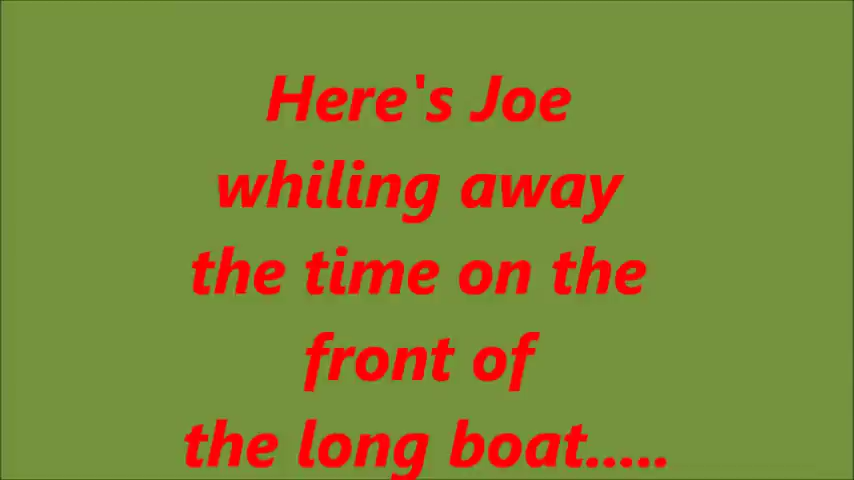 Here's Joe
whiling away
the time on the
front of
the long boat.....